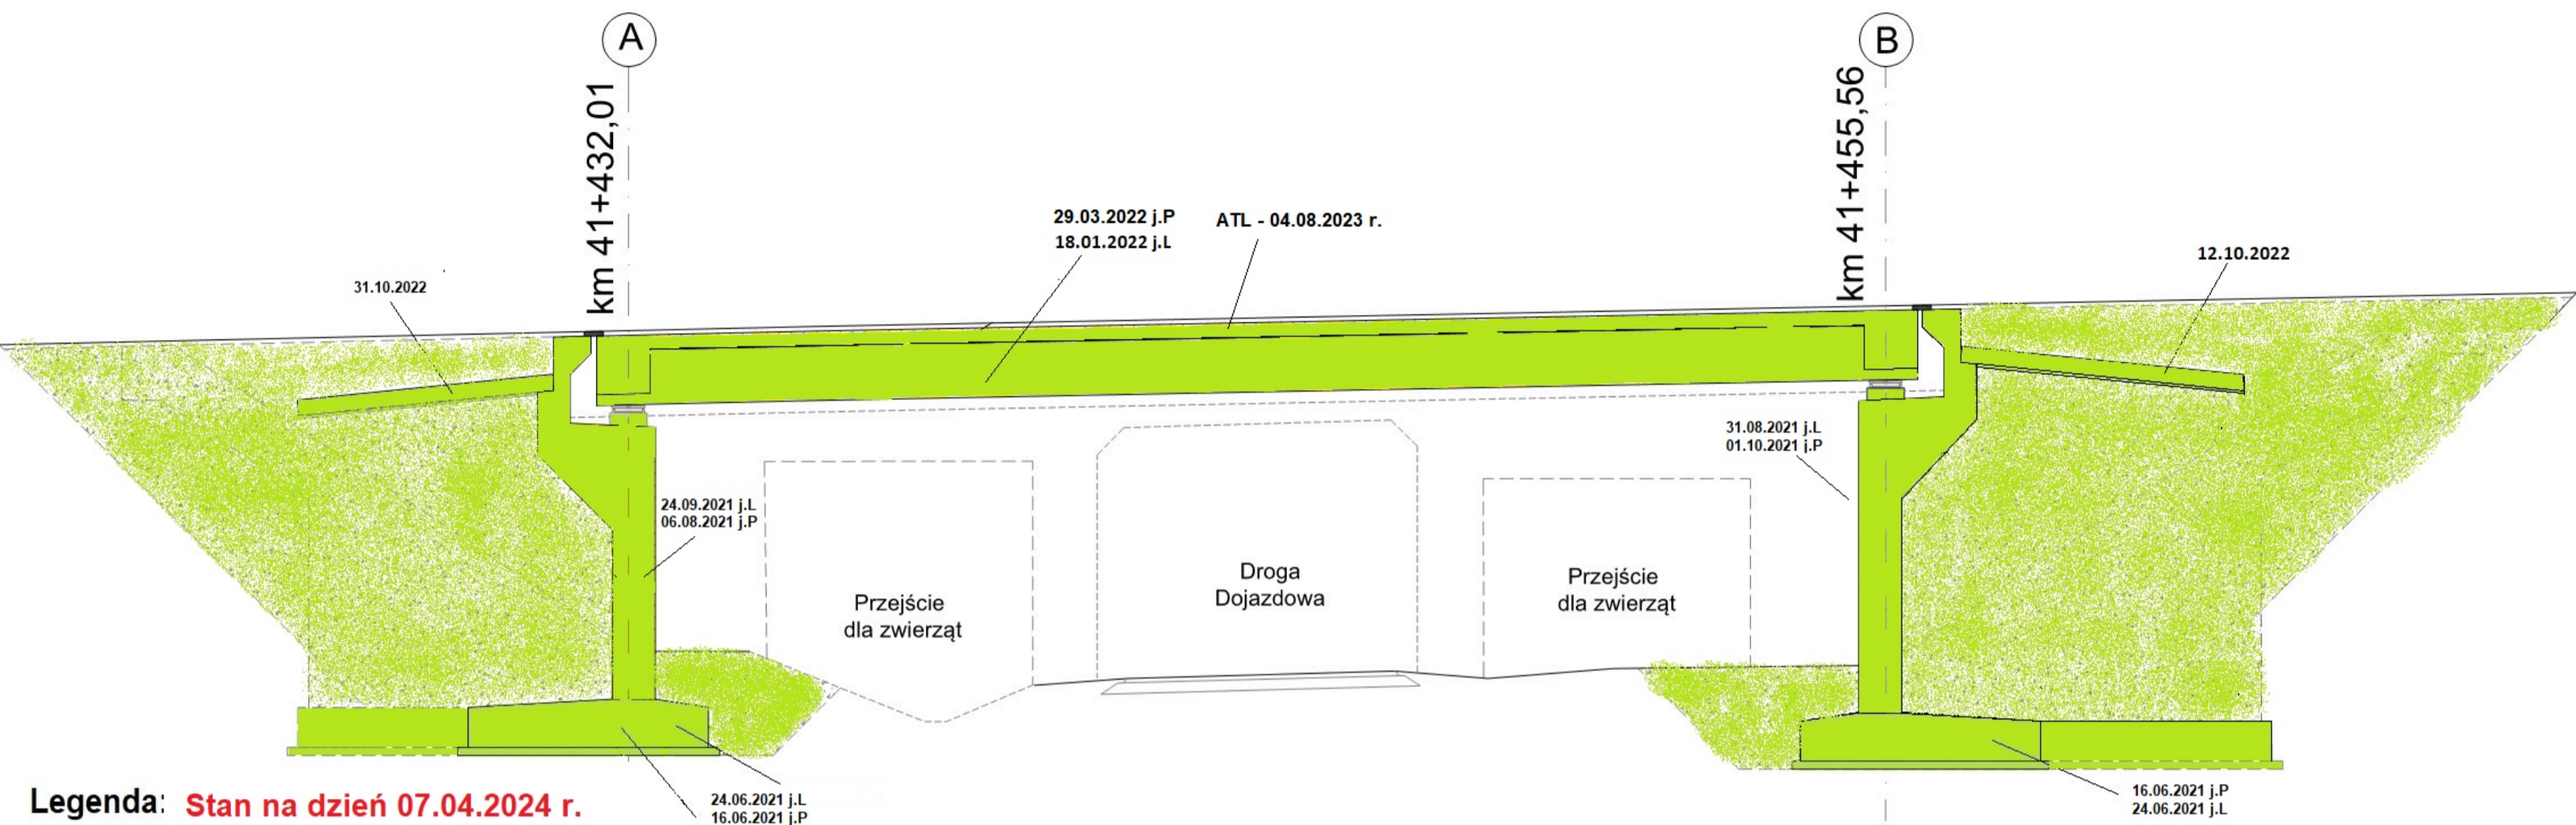 A
B
km 41+432,01
km 41+455,56
29.03.2022 j.P
18.01.2022 j.L
ATL - 04.08.2023 r.
12.10.2022
31.10.2022
31.08.2021 j.L
01.10.2021 j.P
24.09.2021 j.L
06.08.2021 j.P
Przejście
dla zwierząt
Droga
Dojazdowa
Przejście
dla zwierząt
24.06.2021 j.L
16.06.2021 j.P
16.06.2021 j.P
24.06.2021 j.L
Legenda: Stan na dzień 07.04.2024 r.